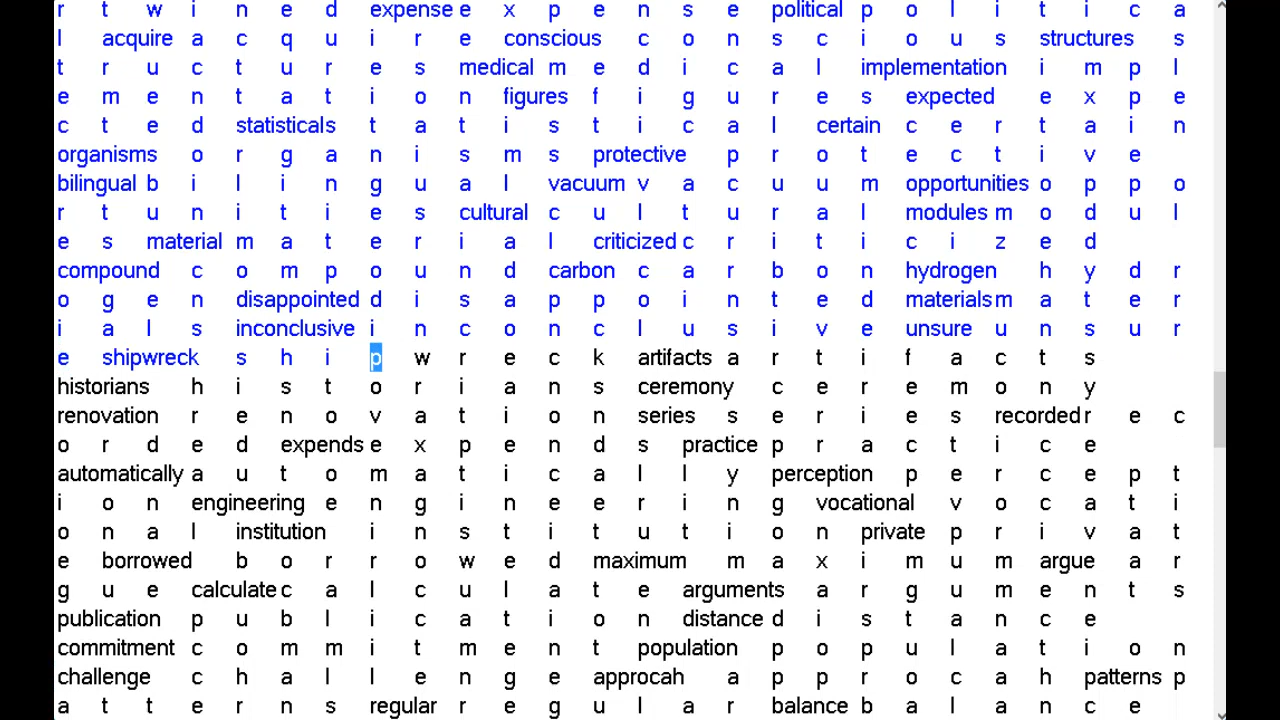 r t w i n e d expense e x p e n s e political p o l i t i c a
l acquire a c q u i r e conscious c o n s c i o u s structures s
t r u c t u r e s medical m e d i c a l implementation i m p l
e m e n t a t i o n figures f i g u r e s expected e x p e
c t e d statisticals t a t i s t i c a l certain c e r t a i n
organisms o r g a n i s m s protective p r o t e c t i v e
bilingual b i l i n g u a l vacuum v a c u u m opportunities o p p o
r t u n i t i e s cultural c u l t u r a l modules m o d u l
e s material m a t e r i a l criticized c r i t i c i z e d
compound c o m p o u n d carbon c a r b o n hydrogen h y d r
o g e n disappointed d i s a p p o i n t e d materials m a t e r
i a l s inconclusive i n c o n c l u s i v e unsure u n s u r
e shipwreck s h i p w r e c k artifacts a r t i f a c t s
historians h i s t o r i a n s ceremony c e r e m o n y
renovation r e n o v a t i o n series s e r i e s recorded r e c
o r d e d expends e x p e n d s practice p r a c t i c e
automatically a u t o m a t i c a l l y perception p e r c e p t
i o n engineering e n g i n e e r i n g vocational v o c a t i
o n a l institution i n s t i t u t i o n private p r i v a t
e borrowed b o r r o w e d maximum m a x i m u m argue a r
g u e calculate c a l c u l a t e arguments a r g u m e n t s
publication p u b l i c a t i o n distance d i s t a n c e
commitment c o m m i t m e n t population p o p u l a t i o n
challenge c h a l l e n g e approcah a p p r o c a h patterns p
a t t e r n s regular r e g u l a r balance b a l a n c e